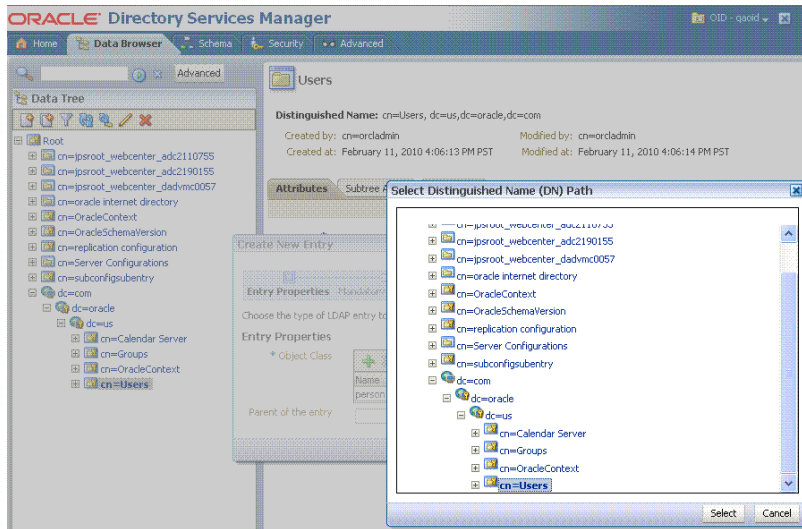 ORACLE Directory Services Manager
OID - qaoid
Home Data Browser Schema Security Advanced
Advanced
Data Tree
Root
cn=jpsroot_webcenter_adc2110755
cn=jpsroot_webcenter_adc2190155
cn=jpsroot_webcenter_dadvmc0057
cn=oracle internet directory
cn=OracleContext
cn=OracleSchemaVersion
cn=replication configuration
cn=Server Configurations
cn=subconfigsubentry
dc=com
dc=oracle
dc=us
cn=Calendar Server
cn=Groups
cn=OracleContext
cn=Users
Users
Distinguished Name: cn=Users, dc=us,dc=oracle,dc=com
Created by: cn=orcladmin Modified by: cn=orcladmin
Created at: February 11, 2010 4:06:13 PM PST Modified at: February 11, 2010 4:06:14 PM PST
Attributes Subtree A
Create New Entry
Entry Properties Mandatory
Choose the type of LDAP entry to
Entry Properties
* Object Class
Name
person
Parent of the entry
Select Distinguished Name (DN) Path
cn=jpsroot_webcenter_adc2110755
cn=jpsroot_webcenter_adc2190155
cn=jpsroot_webcenter_dadvmc0057
cn=oracle internet directory
cn=OracleContext
cn=OracleSchemaVersion
cn=replication configuration
cn=Server Configurations
cn=subconfigsubentry
dc=com
dc=oracle
dc=us
cn=Calendar Server
cn=Groups
cn=OracleContext
cn=Users
Select Cancel